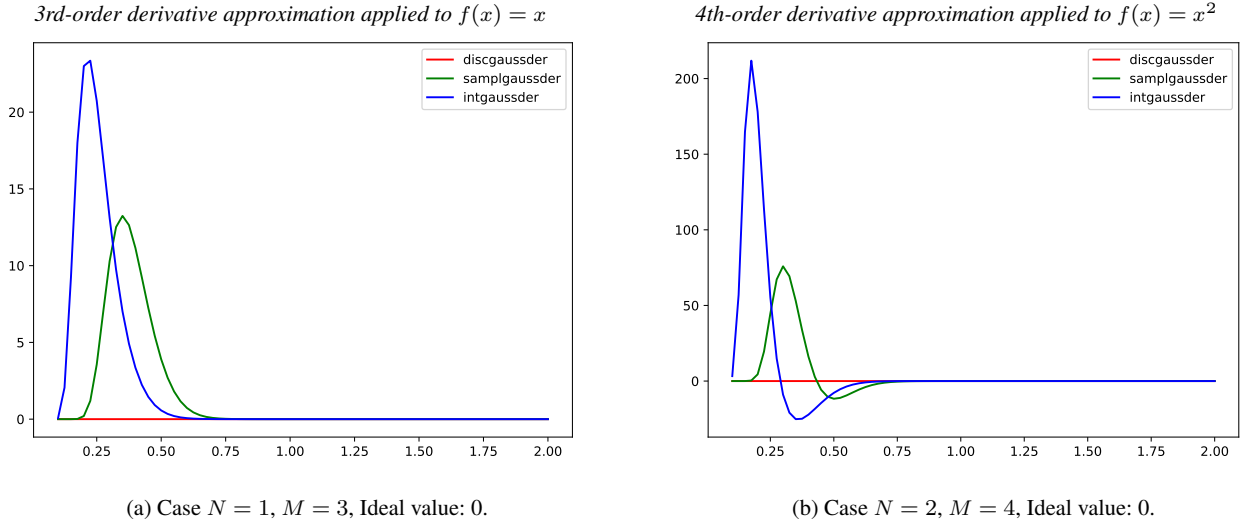 3rd-order derivative approximation applied to f(x) = x
discgaussder
samplgaussder
intgaussder
20
15
10
5
0
0.25 0.50 0.75 1.00 1.25 1.50 1.75 2.00
(a) Case N = 1, M = 3, Ideal value: 0.
4th-order derivative approximation applied to f(x) = x²
discgaussder
samplgaussder
intgaussder
200
150
100
50
0
0.25 0.50 0.75 1.00 1.25 1.50 1.75 2.00
(b) Case N = 2, M = 4, Ideal value: 0.